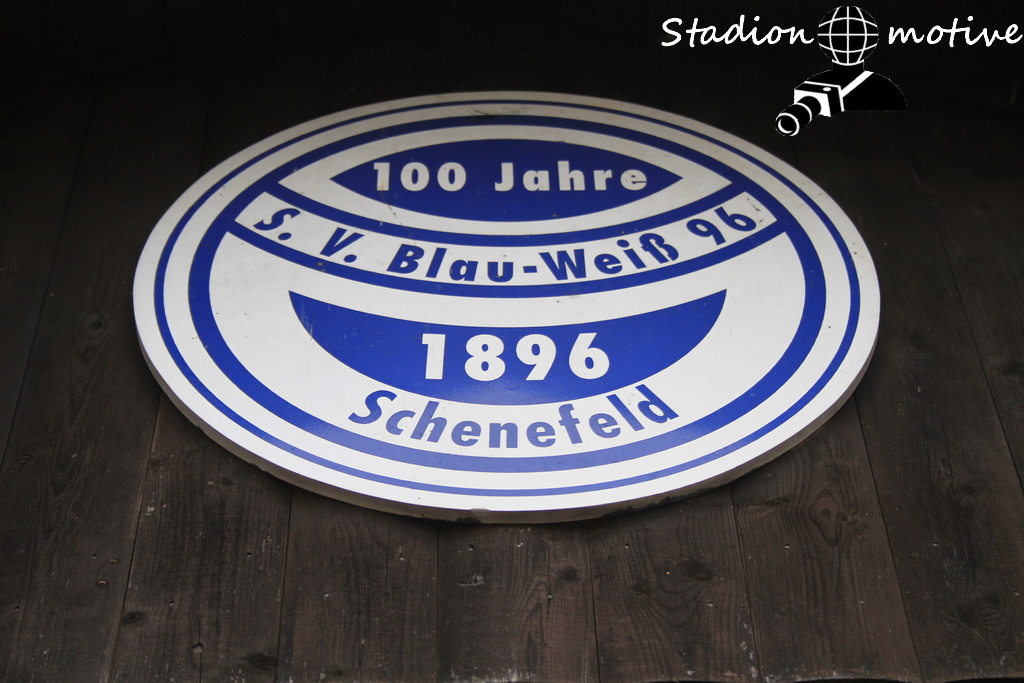 Stadion motive
100 Jahre
S. V. Blau-Weiß 96
1896
Schenefeld